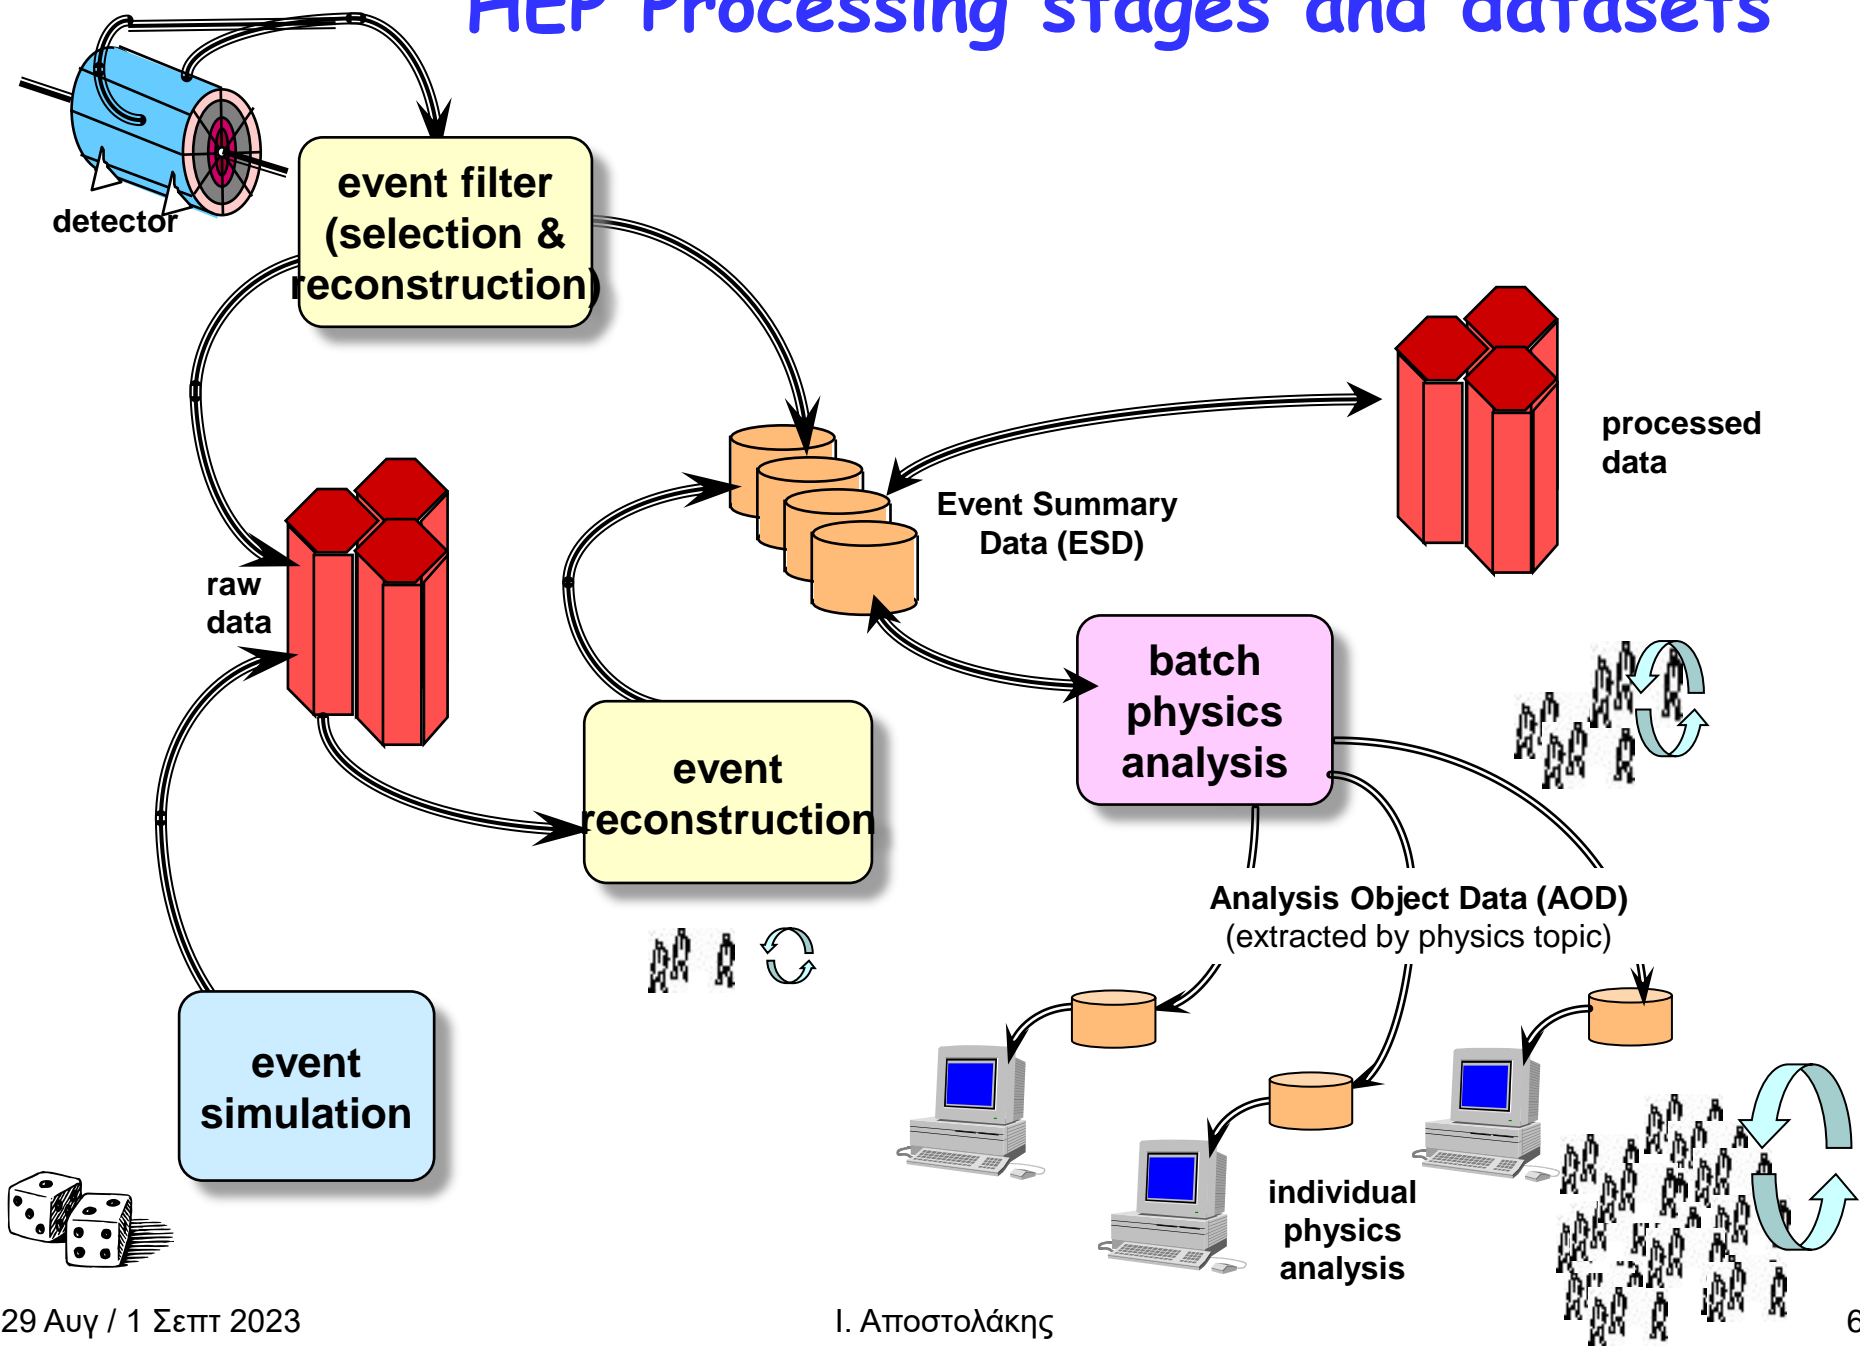 HEP Processing stages and datasets
detector
event filter
(selection &
reconstruction)
processed
data
Event Summary
Data (ESD)
raw
data
batch
physics
analysis
event
reconstruction
Analysis Object Data (AOD)
(extracted by physics topic)
event
simulation
individual
physics
analysis
29 Αυγ / 1 Σεπτ 2023
Ι. Αποστολάκης
6